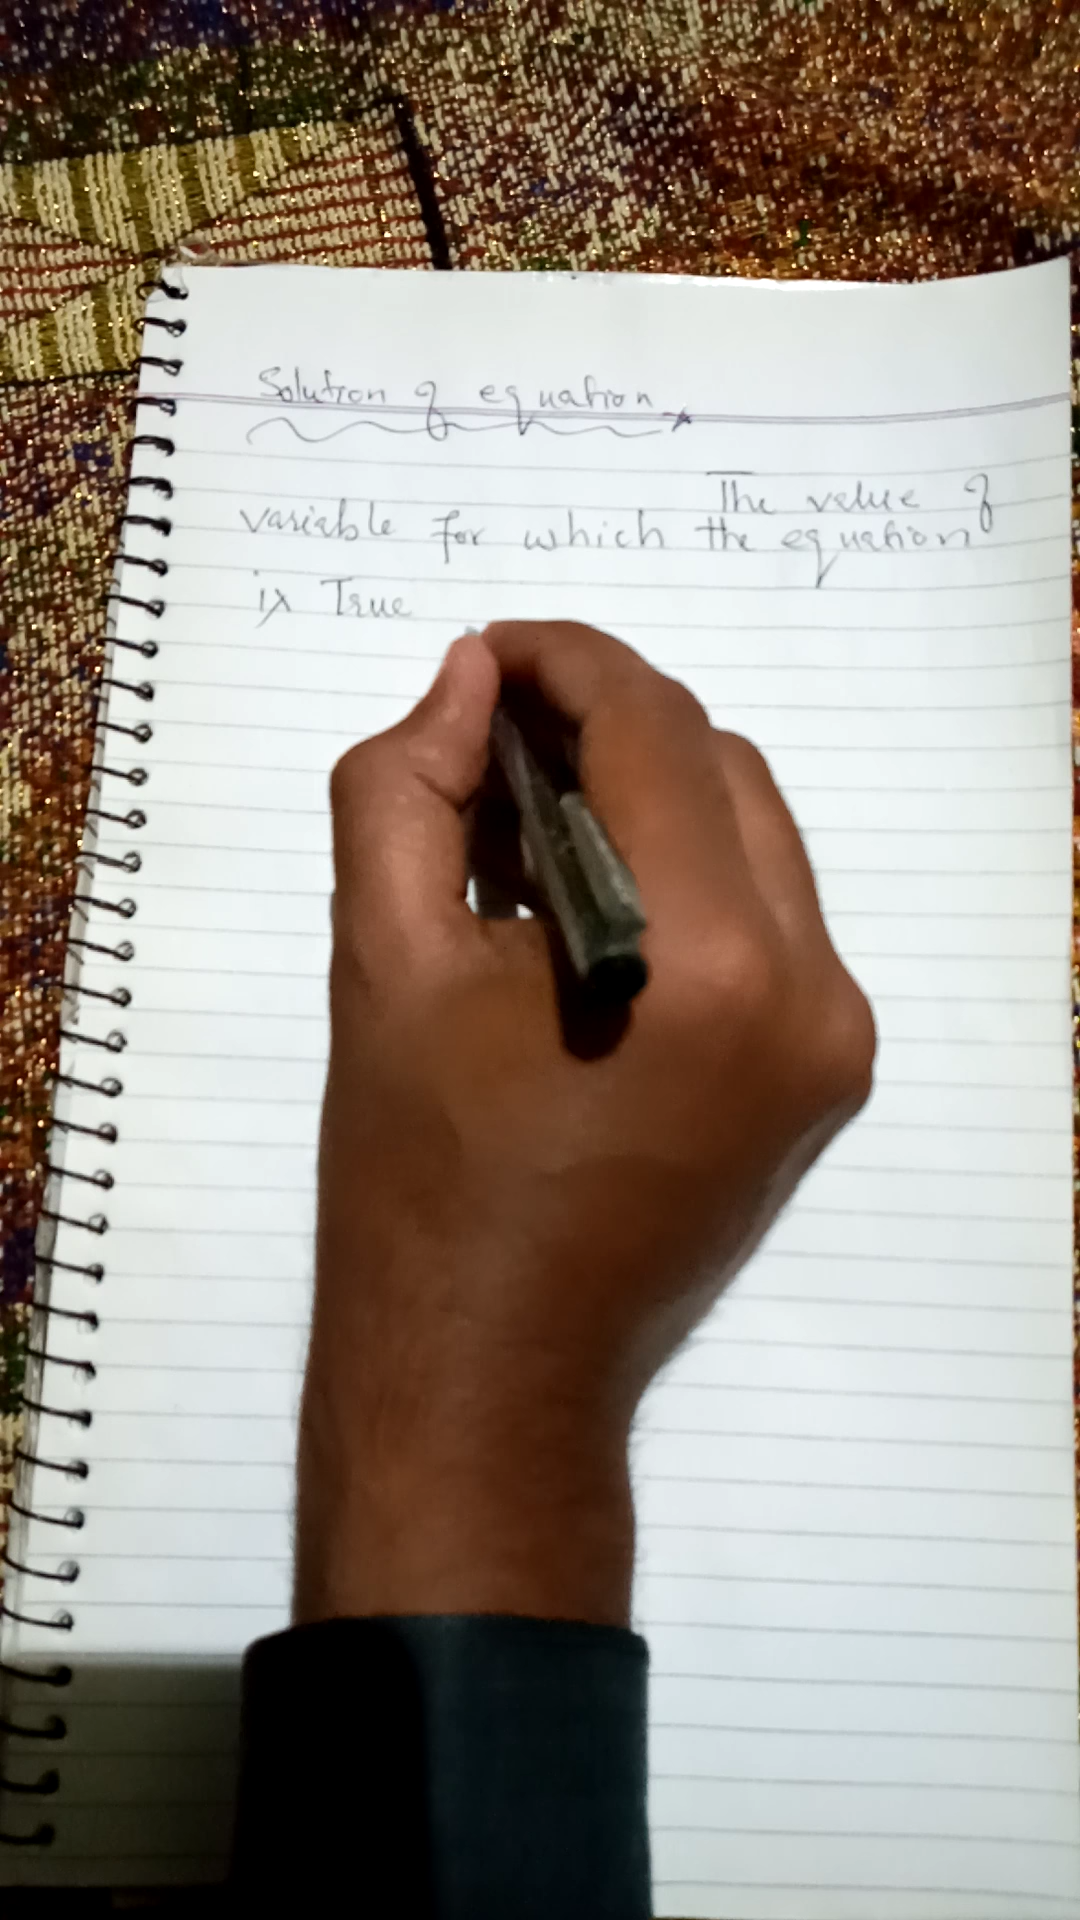 Solution of equation
The value of
variable for which the equation
is True